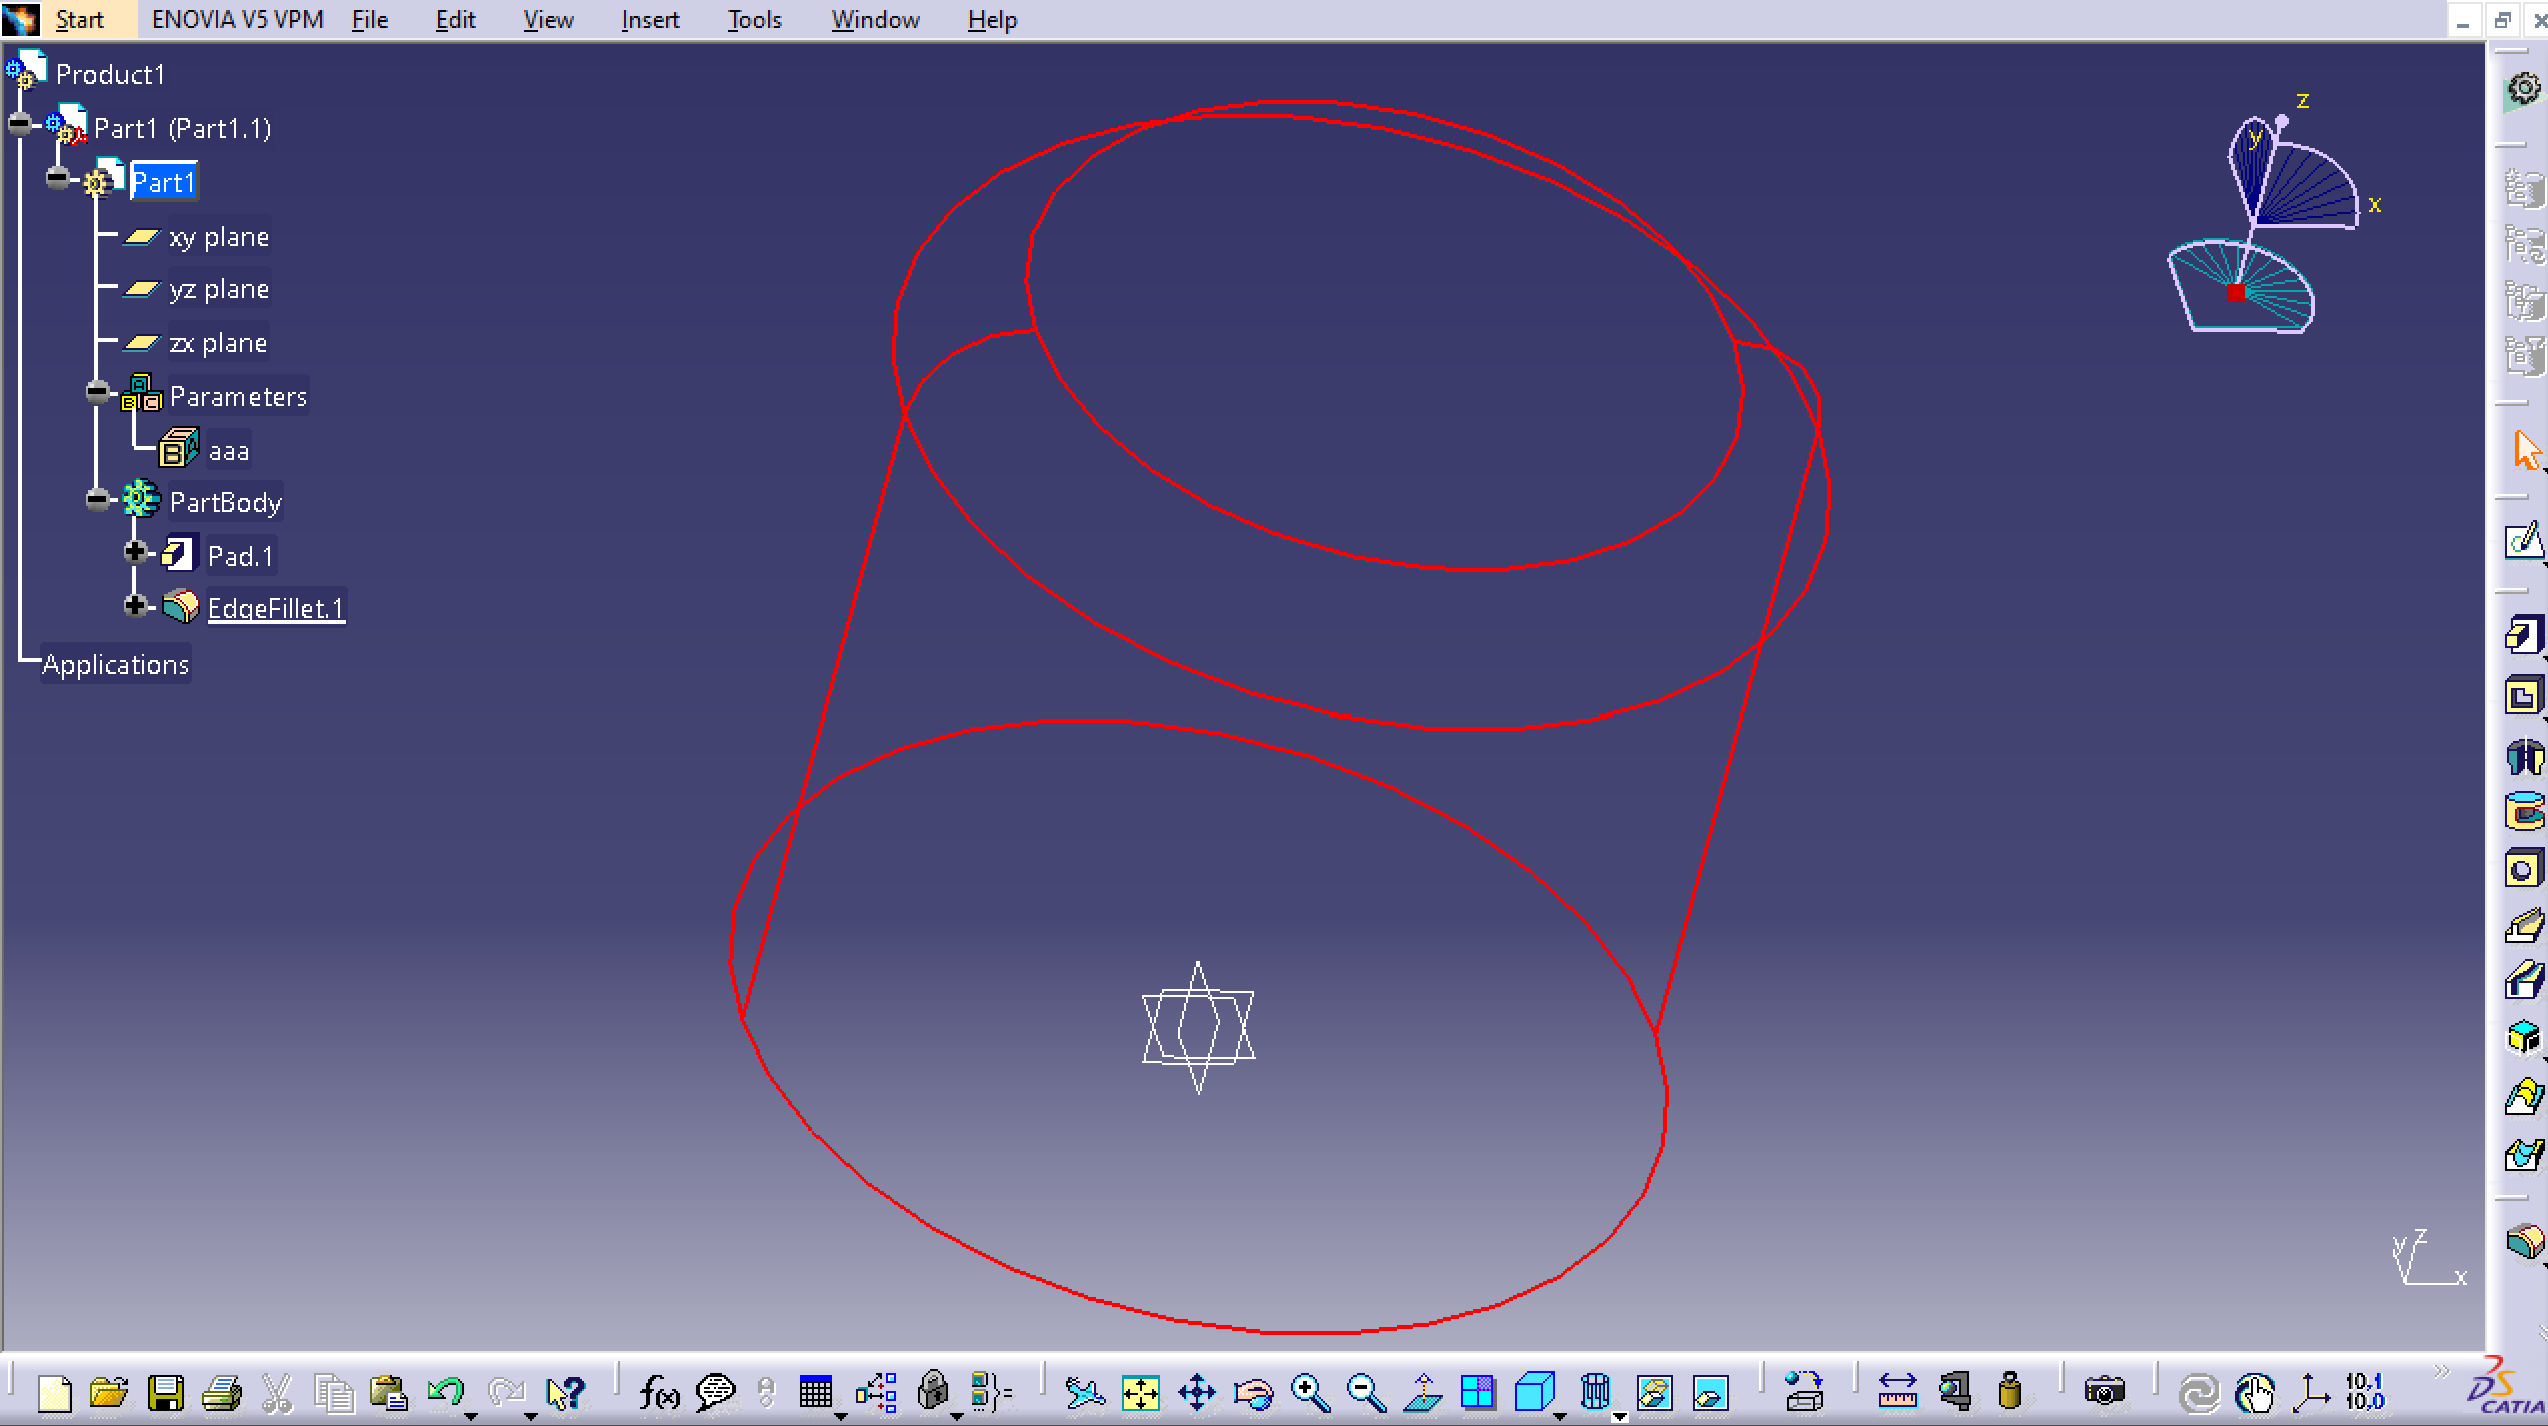 Start ENOVIA V5 VPM File Edit View Insert Tools Window Help
Product1
Part1 (Part1.1)
Part1
xy plane
yz plane
zx plane
Parameters
aaa
PartBody
Pad.1
EdgeFillet.1
Applications
z
y
x
y z
x
f(x)
10,1
10,0
CATIA